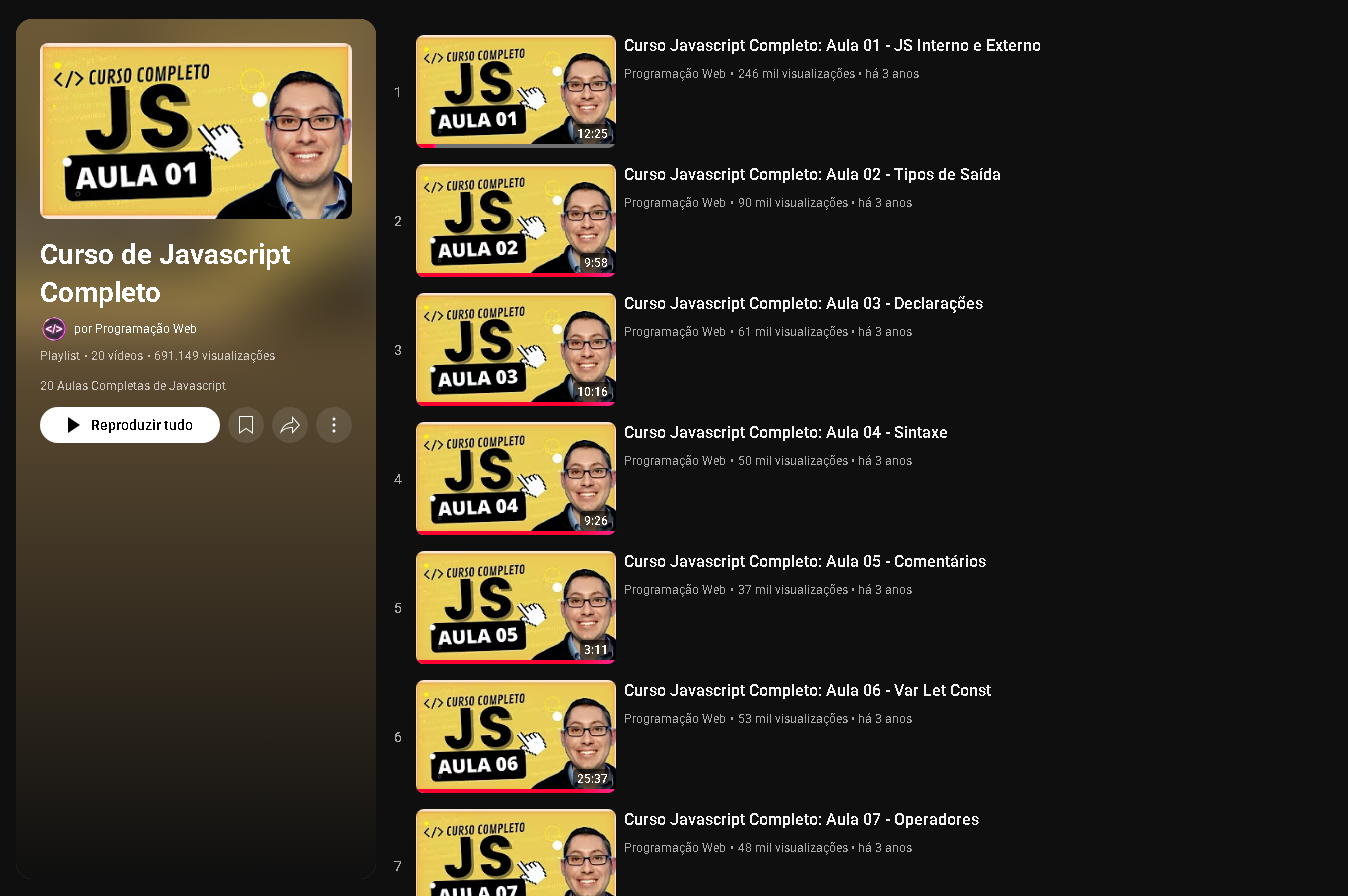 </> CURSO COMPLETO
JS
AULA 01
Curso de Javascript
Completo
</> por Programação Web
Playlist • 20 vídeos • 691.149 visualizações
20 Aulas Completas de Javascript
Reproduzir tudo
1
</> CURSO COMPLETO
JS
AULA 01
12:25
Curso Javascript Completo: Aula 01 - JS Interno e Externo
Programação Web • 246 mil visualizações • há 3 anos
2
</> CURSO COMPLETO
JS
AULA 02
9:58
Curso Javascript Completo: Aula 02 - Tipos de Saída
Programação Web • 90 mil visualizações • há 3 anos
3
</> CURSO COMPLETO
JS
AULA 03
10:16
Curso Javascript Completo: Aula 03 - Declarações
Programação Web • 61 mil visualizações • há 3 anos
4
</> CURSO COMPLETO
JS
AULA 04
9:26
Curso Javascript Completo: Aula 04 - Sintaxe
Programação Web • 50 mil visualizações • há 3 anos
5
</> CURSO COMPLETO
JS
AULA 05
3:11
Curso Javascript Completo: Aula 05 - Comentários
Programação Web • 37 mil visualizações • há 3 anos
6
</> CURSO COMPLETO
JS
AULA 06
25:37
Curso Javascript Completo: Aula 06 - Var Let Const
Programação Web • 53 mil visualizações • há 3 anos
7
</> CURSO COMPLETO
JS
AULA 07
Curso Javascript Completo: Aula 07 - Operadores
Programação Web • 48 mil visualizações • há 3 anos